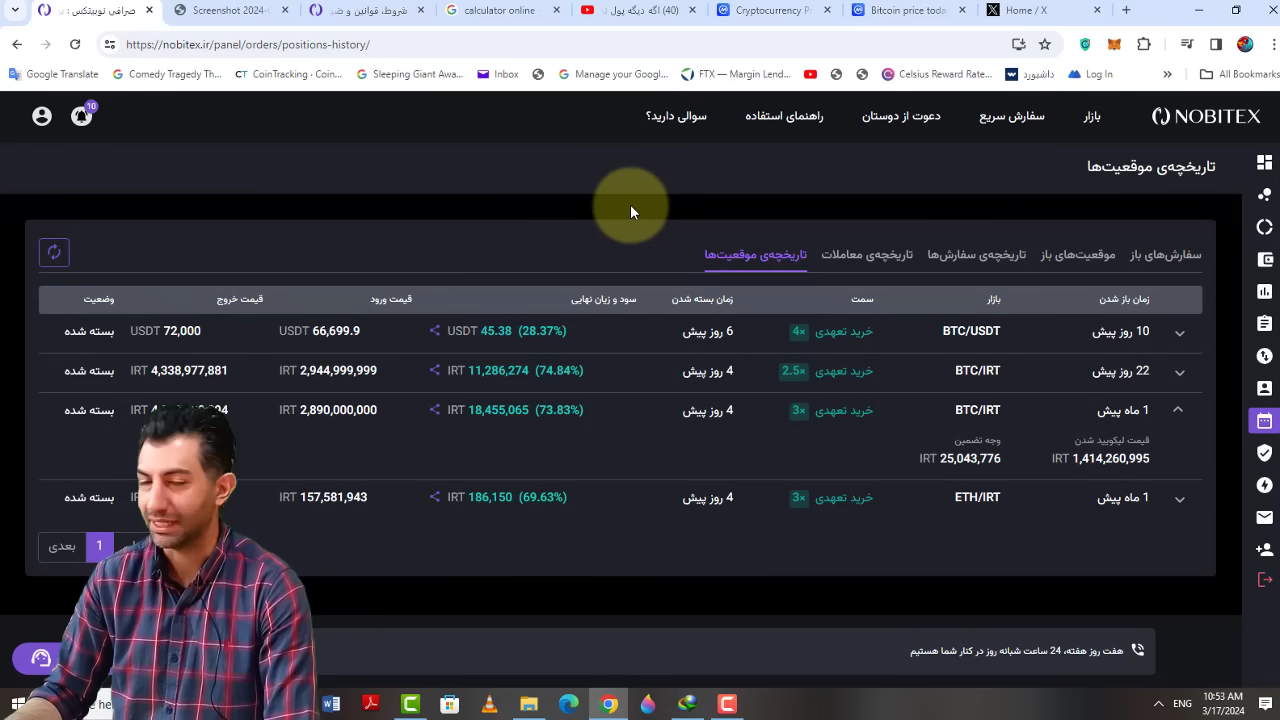 صرافی نوبیتکس : ز
Screenshot 2024-
شروط، قوانین و ض
calculator online
(40) اگه دیگه پول ن
Cryptocurrency P
Bitcoin price toda
Home / X
https://nobitex.ir/panel/orders/positions-history/
Google Translate
Comedy Tragedy Th...
CoinTracking · Coin...
Sleeping Giant Awa...
Inbox
Manage your Googl...
FTX — Margin Lend...
Celsius Reward Rate...
داشبورد
Log In
»
All Bookmarks
NOBITEX
بازار
سفارش سریع
دعوت از دوستان
راهنمای استفاده
سوالی دارید؟
10
تاریخچه‌ی موقعیت‌ها
سفارش‌های باز
موقعیت‌های باز
تاریخچه‌ی سفارش‌ها
تاریخچه‌ی معاملات
تاریخچه‌ی موقعیت‌ها
زمان باز شدن بازار سمت زمان بسته شدن سود و زیان نهایی قیمت ورود قیمت خروج وضعیت
10 روز پیش BTC/USDT خرید تعهدی 4× 6 روز پیش USDT 45.38 (28.37%) USDT 66,699.9 USDT 72,000 بسته شده
22 روز پیش BTC/IRT خرید تعهدی 2.5× 4 روز پیش IRT 11,286,274 (74.84%) IRT 2,944,999,999 IRT 4,338,977,881 بسته شده
1 ماه پیش BTC/IRT خرید تعهدی 3× 4 روز پیش IRT 18,455,065 (73.83%) IRT 2,890,000,000 IRT بسته شده
قیمت لیکویید شدن وجه تضمین
IRT 1,414,260,995 IRT 25,043,776
1 ماه پیش ETH/IRT خرید تعهدی 3× 4 روز پیش IRT 186,150 (69.63%) IRT 157,581,943 بسته شده
1 بعدی
هفت روز هفته، 24 ساعت شبانه روز در کنار شما هستیم
ENG
10:53 AM
3/17/2024